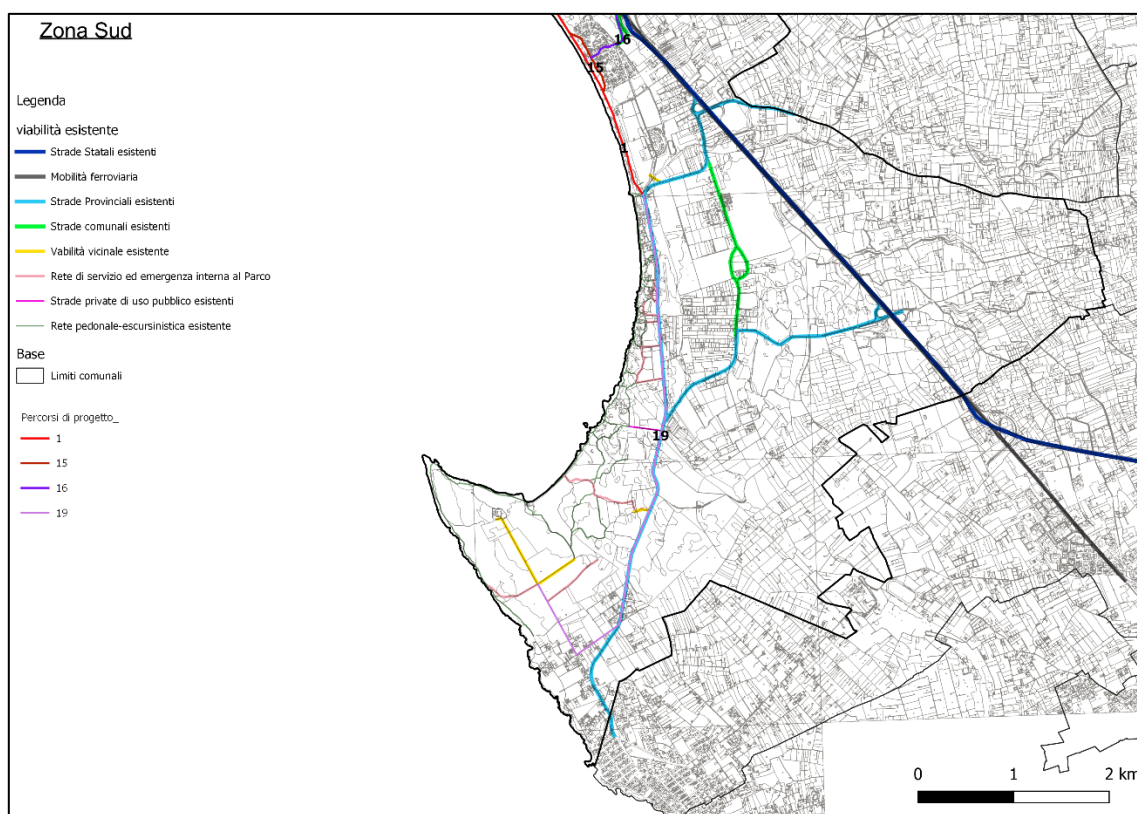 Zona Sud
Legenda
viabilità esistente
Strade Statali esistenti
Mobilità ferroviaria
Strade Provinciali esistenti
Strade comunali esistenti
Vabilità vicinale esistente
Rete di servizio ed emergenza interna al Parco
Strade private di uso pubblico esistenti
Rete pedonale-escursinistica esistente
Base
Limiti comunali
Percorsi di progetto_
1
15
16
19
16
15
1
19
0 1 2 km